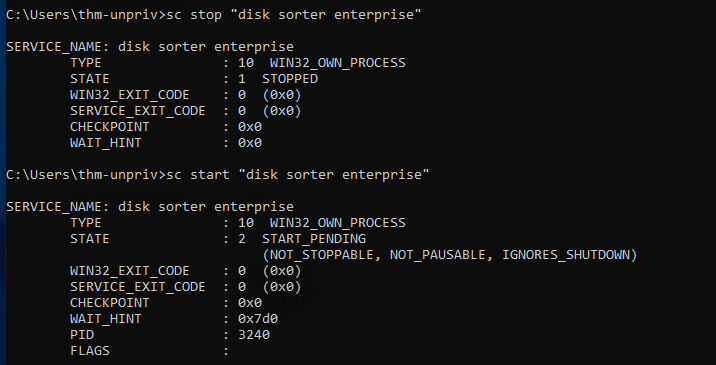 C:\Users\thm-unpriv>sc stop "disk sorter enterprise"
SERVICE_NAME: disk sorter enterprise
TYPE : 10 WIN32_OWN_PROCESS
STATE : 1 STOPPED
WIN32_EXIT_CODE : 0 (0x0)
SERVICE_EXIT_CODE : 0 (0x0)
CHECKPOINT : 0x0
WAIT_HINT : 0x0
C:\Users\thm-unpriv>sc start "disk sorter enterprise"
SERVICE_NAME: disk sorter enterprise
TYPE : 10 WIN32_OWN_PROCESS
STATE : 2 START_PENDING
(NOT_STOPPABLE, NOT_PAUSABLE, IGNORES_SHUTDOWN)
WIN32_EXIT_CODE : 0 (0x0)
SERVICE_EXIT_CODE : 0 (0x0)
CHECKPOINT : 0x0
WAIT_HINT : 0x7d0
PID : 3240
FLAGS :